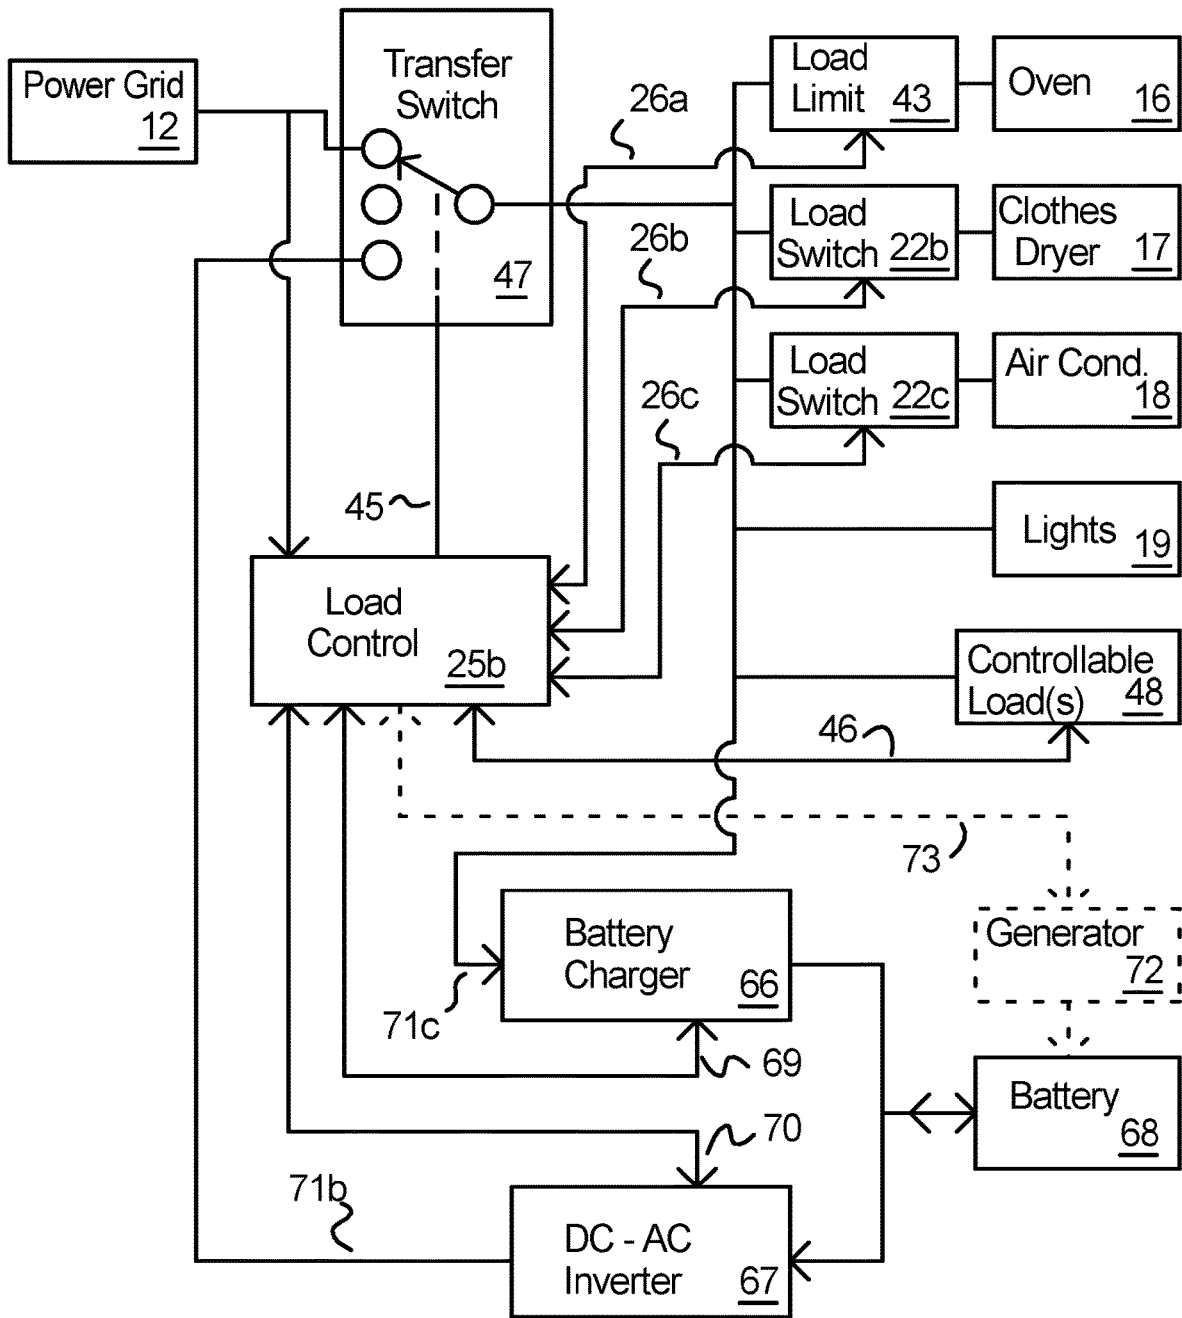 Power Grid
12
Transfer
Switch
47
Load
Limit 43
Oven
16
26a
Load
Switch 22b
Clothes
Dryer 17
26b
Load
Switch 22c
Air Cond.
18
26c
45
Lights 19
Load
Control
25b
Controllable
Load(s) 48
46
73
Battery
Charger
66
Generator
72
71c
69
Battery
68
70
71b
DC - AC
Inverter 67